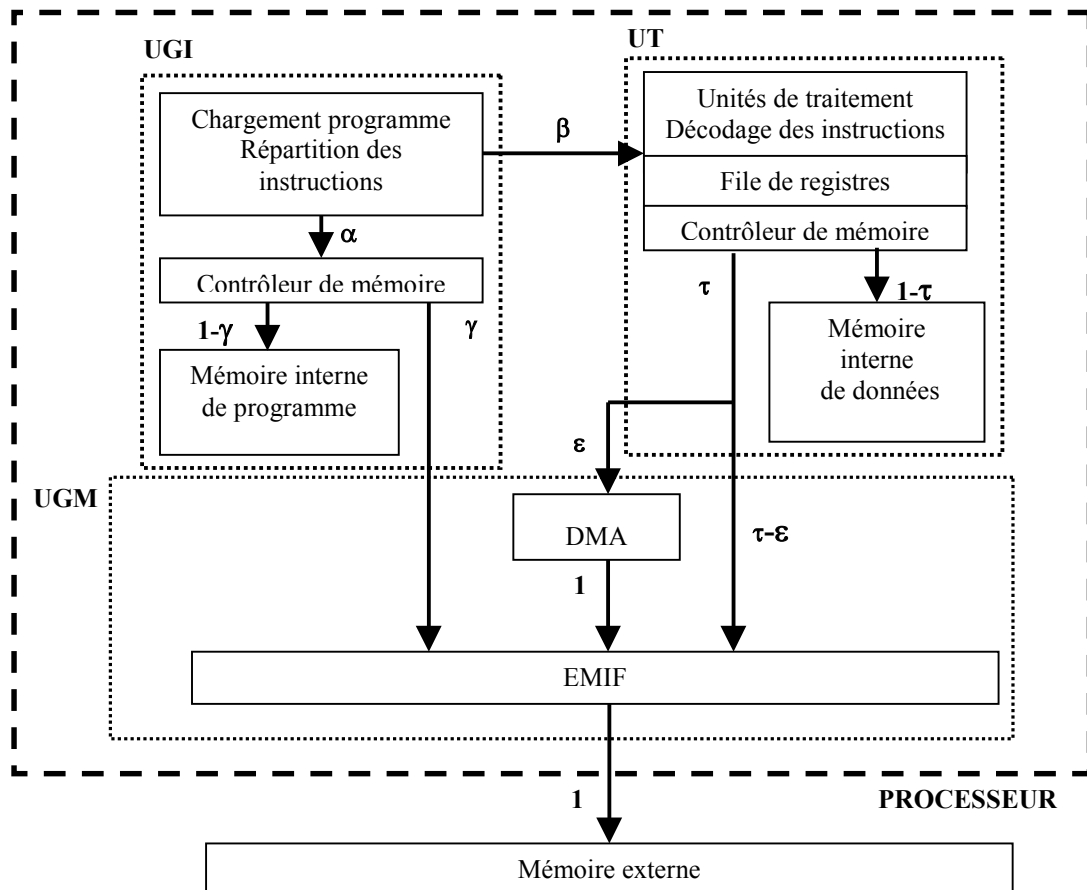 UGI
UT
Chargement programme
Répartition des
instructions
β
Unités de traitement
Décodage des instructions
File de registres
Contrôleur de mémoire
α
Contrôleur de mémoire
1-γ
γ
τ
1-τ
Mémoire interne
de programme
Mémoire
interne
de données
ε
UGM
DMA
τ-ε
1
EMIF
1
PROCESSEUR
Mémoire externe